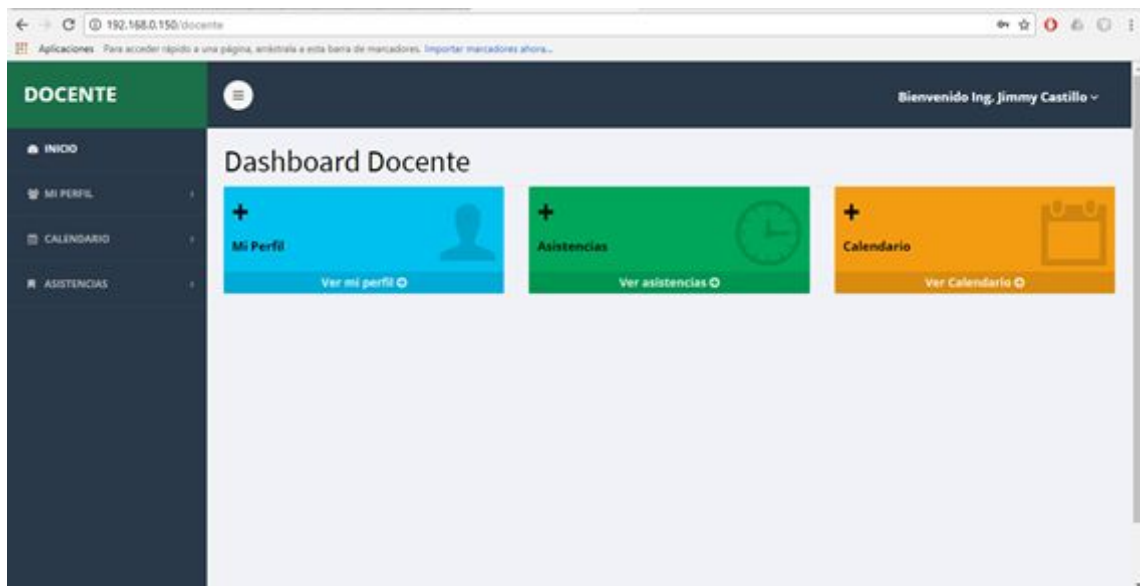 192.168.0.150/docente
Aplicaciones Para acceder rápido a una página, arrástrala a esta barra de marcadores. Importar marcadores ahora...
DOCENTE
Bienvenido Ing. Jimmy Castillo
INICIO
MI PERFIL
CALENDARIO
ASISTENCIAS
Dashboard Docente
Mi Perfil
Ver mi perfil
Asistencias
Ver asistencias
Calendario
Ver Calendario